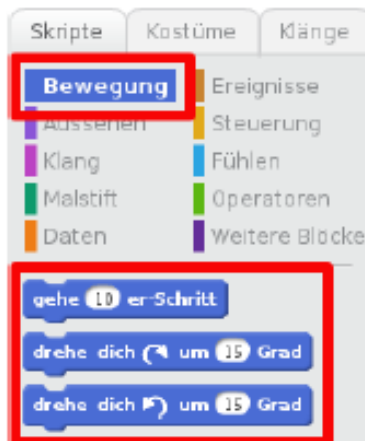 Skripte Kostüme Klänge
Bewegung Ereignisse
Aussehen Steuerung
Klang Fühlen
Malstift Operatoren
Daten Weitere Blöcke
gehe 10 er-Schritt
drehe dich um 15 Grad
drehe dich um 15 Grad